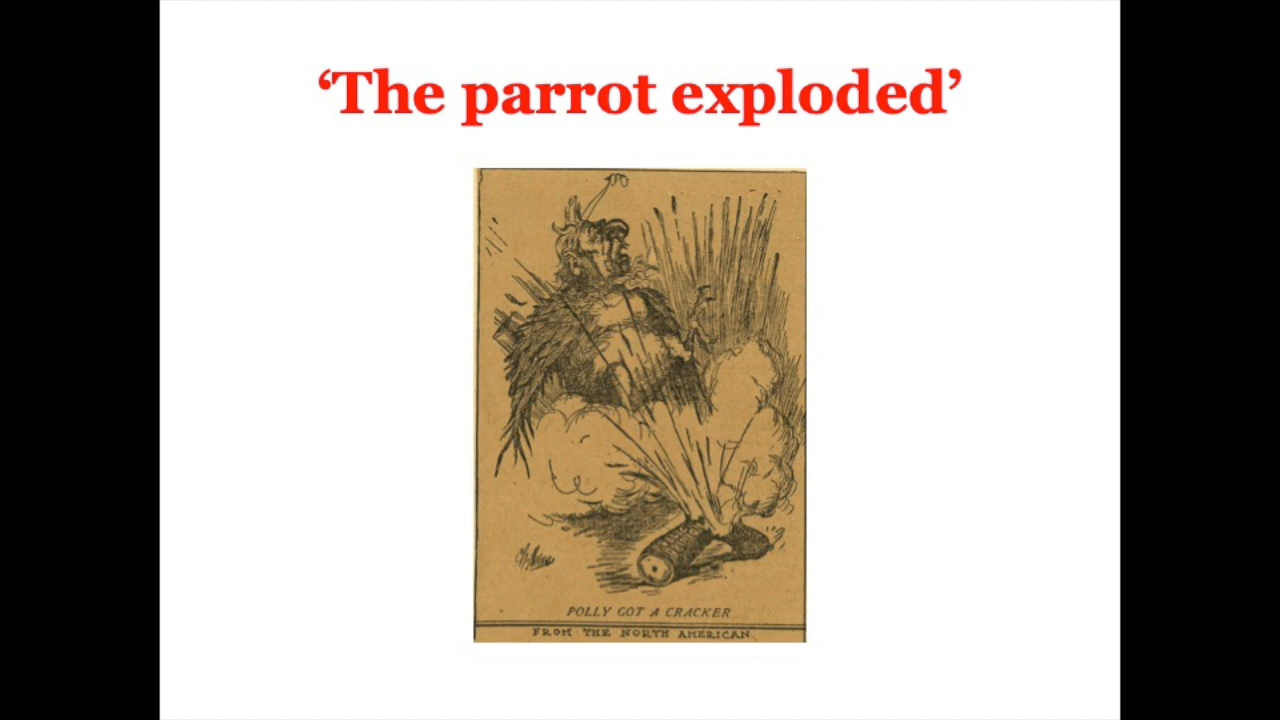 ‘The parrot exploded’
POLLY GOT A CRACKER
FROM THE NORTH AMERICAN